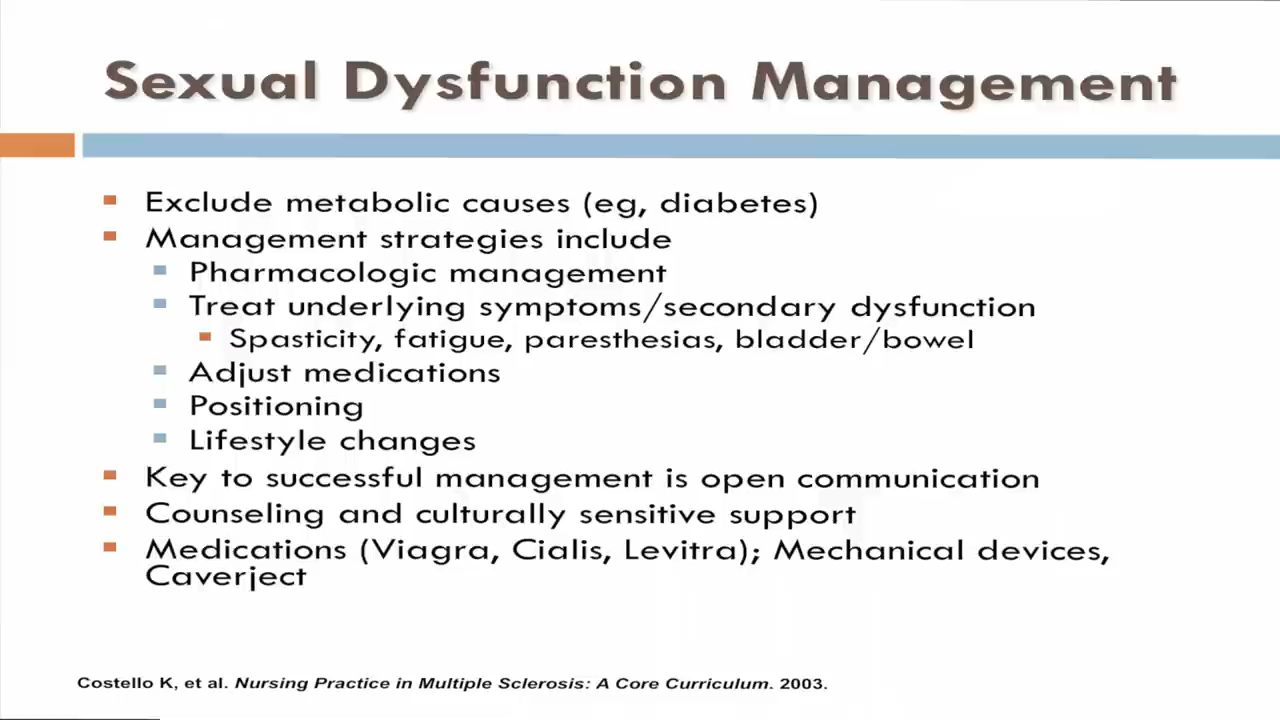 Sexual Dysfunction Management
Exclude metabolic causes (eg, diabetes)
Management strategies include
Pharmacologic management
Treat underlying symptoms/secondary dysfunction
Spasticity, fatigue, paresthesias, bladder/bowel
Adjust medications
Positioning
Lifestyle changes
Key to successful management is open communication
Counseling and culturally sensitive support
Medications (Viagra, Cialis, Levitra); Mechanical devices,
Caverject
Costello K, et al. Nursing Practice in Multiple Sclerosis: A Core Curriculum. 2003.